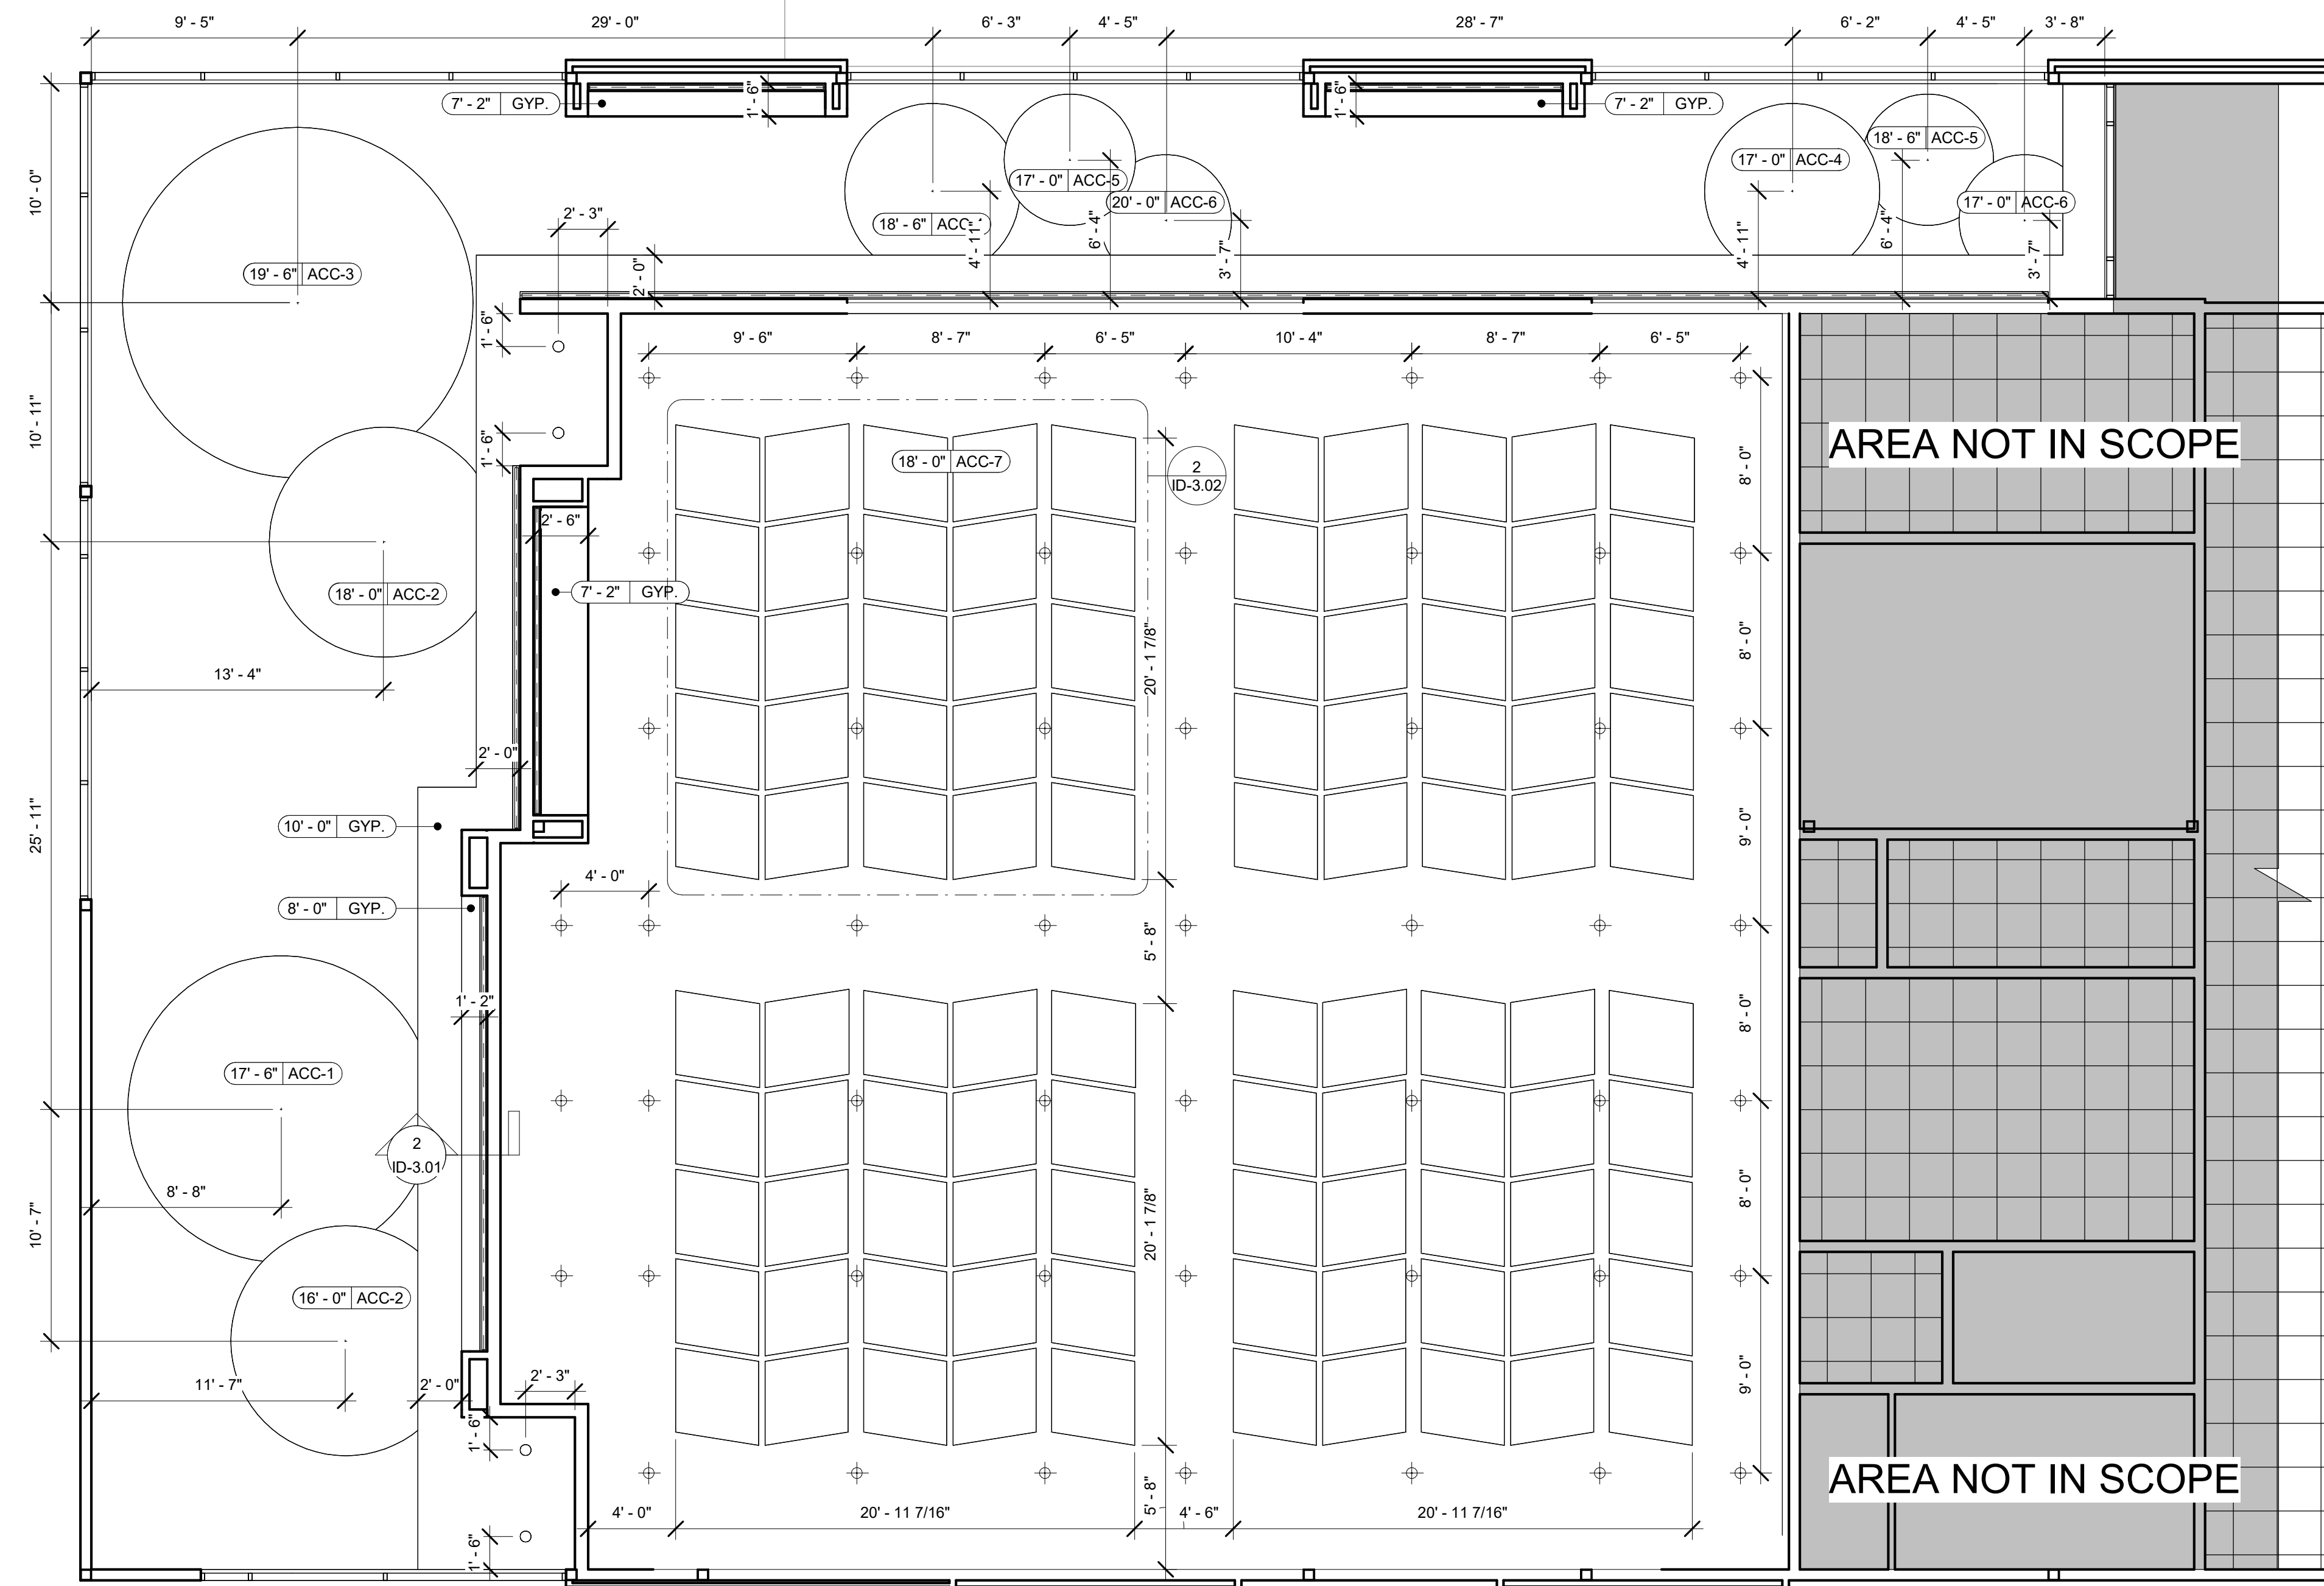 9' - 5" 29' - 0" 6' - 3" 4' - 5" 28' - 7" 6' - 2" 4' - 5" 3' - 8"
7' - 2" GYP.
1' - 6"
1' - 6"
7' - 2" GYP.
18' - 6" ACC-5
17' - 0" ACC-4
17' - 0" ACC-5
20' - 0" ACC-6
17' - 0" ACC-6
18' - 6"
10' - 0"
2' - 3"
19' - 6" ACC-3
2' - 0"
4' - 11"
6' - 4"
3' - 7"
4' - 11"
6' - 4"
3' - 7"
1' - 6"
9' - 6" 8' - 7" 6' - 5" 10' - 4" 8' - 7" 6' - 5"
10' - 11"
1' - 6"
18' - 0" ACC-7
2
ID-3.02
8' - 0"
AREA NOT IN SCOPE
2' - 6"
18' - 0" ACC-2
7' - 2" GYP.
20' - 1 7/8"
8' - 0"
13' - 4"
2' - 0"
25' - 11"
10' - 0" GYP.
9' - 0"
4' - 0"
8' - 0" GYP.
5' - 8"
1' - 2"
8' - 0"
17' - 6" ACC-1
2
ID-3.01
8' - 8"
10' - 7"
20' - 1 7/8"
8' - 0"
16' - 0" ACC-2
11' - 7"
2' - 0"
2' - 3"
9' - 0"
1' - 6"
AREA NOT IN SCOPE
4' - 0" 20' - 11 7/16" 5' - 8" 4' - 6" 20' - 11 7/16"
1' - 6"